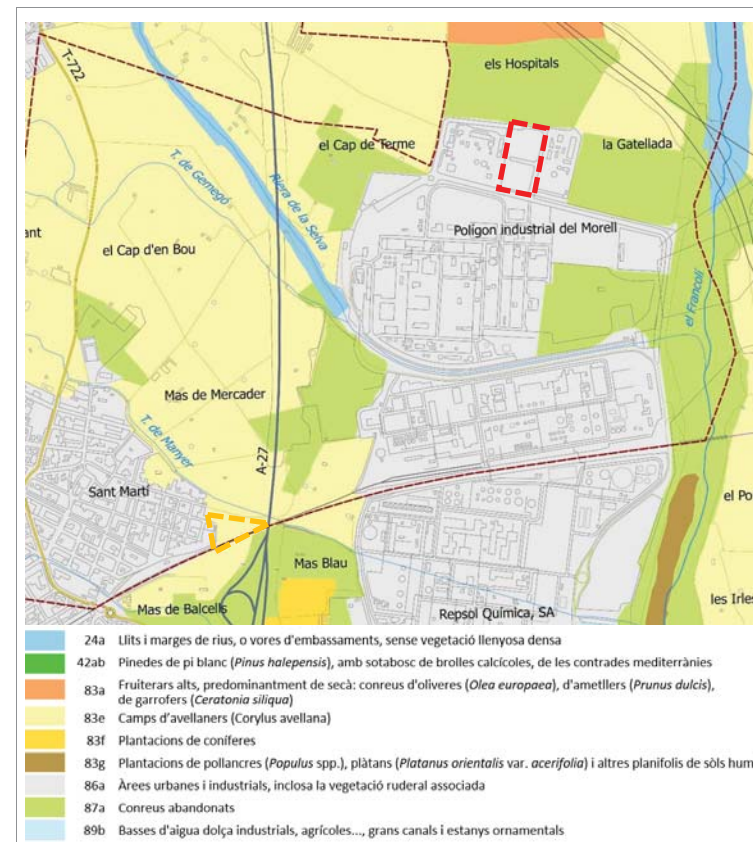 T-722
els Hospitals
el Cap de Terme
la Gatellada
T. de Gemegó
Riera de la Selva
ant
Polígon industrial del Morell
el Cap d'en Bou
el Francolí
Mas de Mercader
T. de Manyer
A-27
Sant Martí
el Po
Mas Blau
les Irles
Mas de Balcells
Repsol Química, SA
24a Llits i marges de rius, o vores d'embassaments, sense vegetació llenyosa densa
42ab Pinedes de pi blanc (Pinus halepensis), amb sotabosc de brolles calcícoles, de les contrades mediterrànies
83a Fruiterars alts, predominantment de secà: conreus d'oliveres (Olea europaea), d'ametllers (Prunus dulcis),
de garrofers (Ceratonia siliqua)
83e Camps d'avellaners (Corylus avellana)
83f Plantacions de coníferes
83g Plantacions de pollancres (Populus spp.), plàtans (Platanus orientalis var. acerifolia) i altres planifolis de sòls hum
86a Àrees urbanes i industrials, inclosa la vegetació ruderal associada
87a Conreus abandonats
89b Basses d'aigua dolça industrials, agrícoles..., grans canals i estanys ornamentals